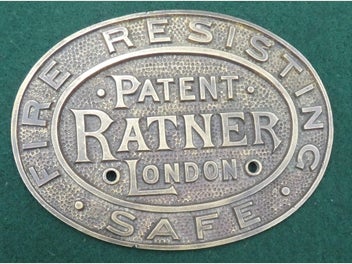 FIRE RESISTING
· PATENT ·
RATNER
· LONDON ·
· SAFE ·